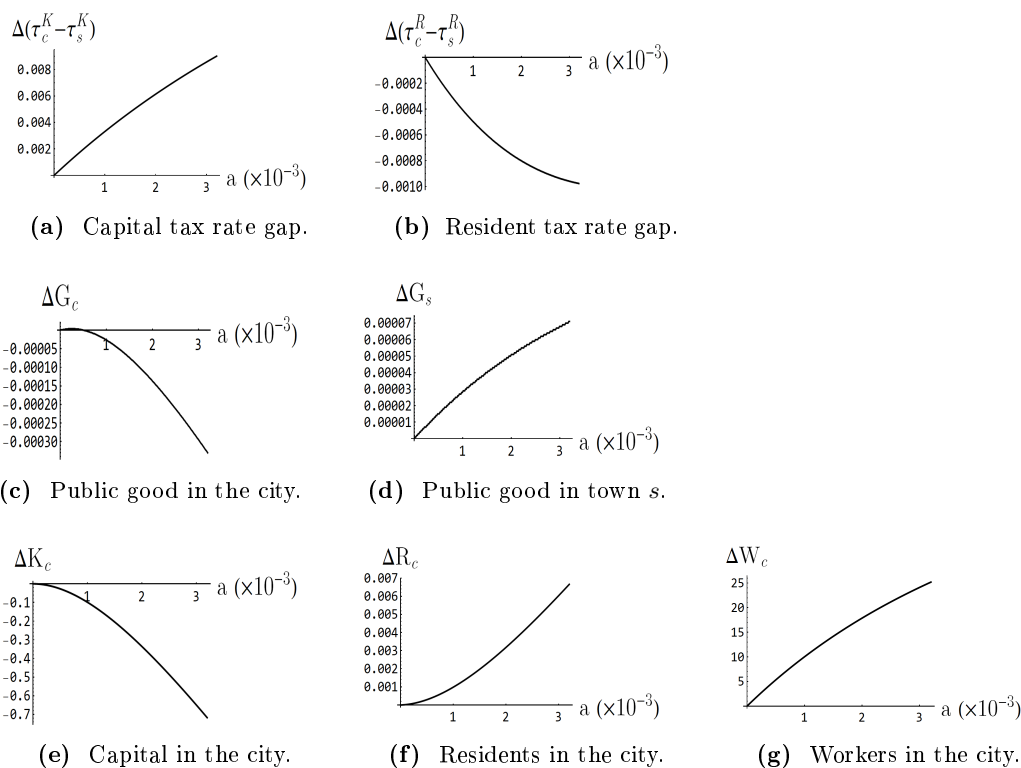 Δ(τ_c^K−τ_s^K)
0.008
0.006
0.004
0.002
1 2 3
a (×10⁻³)
(a) Capital tax rate gap.
Δ(τ_c^R−τ_s^R)
1 2 3
a (×10⁻³)
−0.0002
−0.0004
−0.0006
−0.0008
−0.0010
(b) Resident tax rate gap.
ΔG_c
1 2 3
a (×10⁻³)
−0.00005
−0.00010
−0.00015
−0.00020
−0.00025
−0.00030
(c) Public good in the city.
ΔG_s
0.00007
0.00006
0.00005
0.00004
0.00003
0.00002
0.00001
1 2 3
a (×10⁻³)
(d) Public good in town s.
ΔK_c
1 2 3
a (×10⁻³)
−0.1
−0.2
−0.3
−0.4
−0.5
−0.6
−0.7
(e) Capital in the city.
ΔR_c
0.007
0.006
0.005
0.004
0.003
0.002
0.001
1 2 3
a (×10⁻³)
(f) Residents in the city.
ΔW_c
25
20
15
10
5
1 2 3
a (×10⁻³)
(g) Workers in the city.